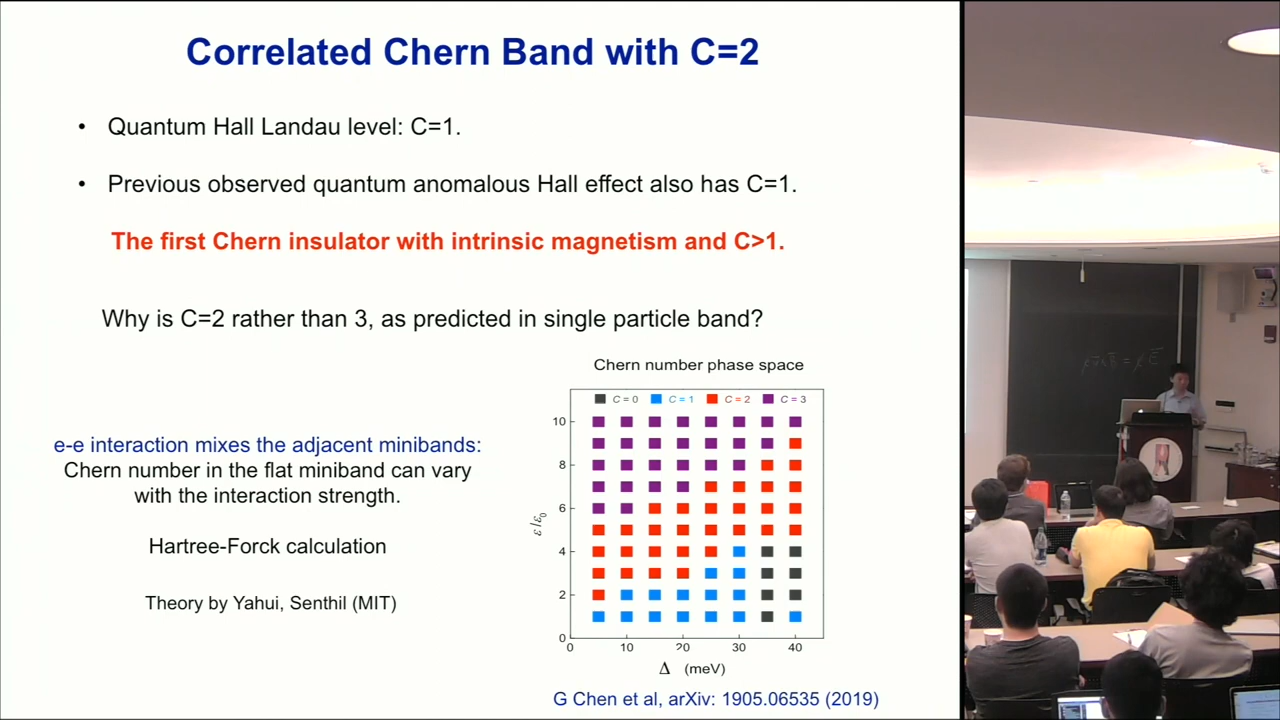 Correlated Chern Band with C=2
• Quantum Hall Landau level: C=1.
• Previous observed quantum anomalous Hall effect also has C=1.
The first Chern insulator with intrinsic magnetism and C>1.
Why is C=2 rather than 3, as predicted in single particle band?
e-e interaction mixes the adjacent minibands:
Chern number in the flat miniband can vary
with the interaction strength.
Hartree-Forck calculation
Theory by Yahui, Senthil (MIT)
Chern number phase space
C = 0 C = 1 C = 2 C = 3
10
8
6
4
2
0
ε/ε₀
0 10 20 30 40
Δ (meV)
G Chen et al, arXiv: 1905.06535 (2019)